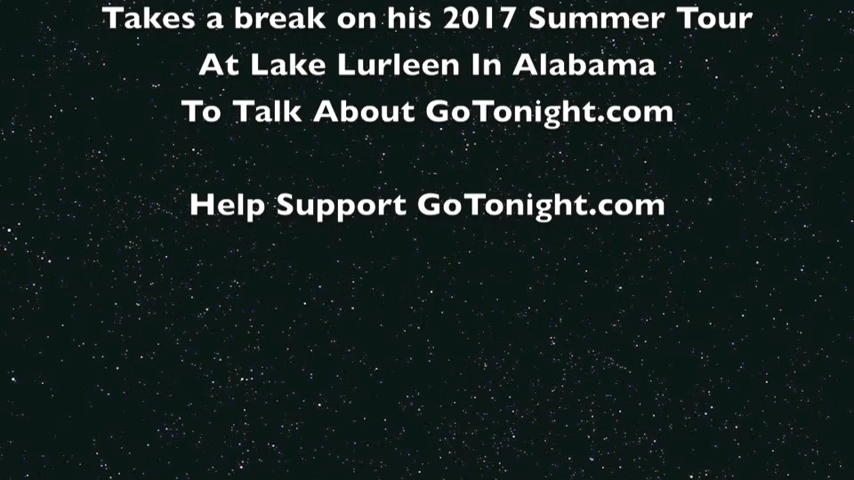 Takes a break on his 2017 Summer Tour
At Lake Lurleen In Alabama
To Talk About GoTonight.com
Help Support GoTonight.com